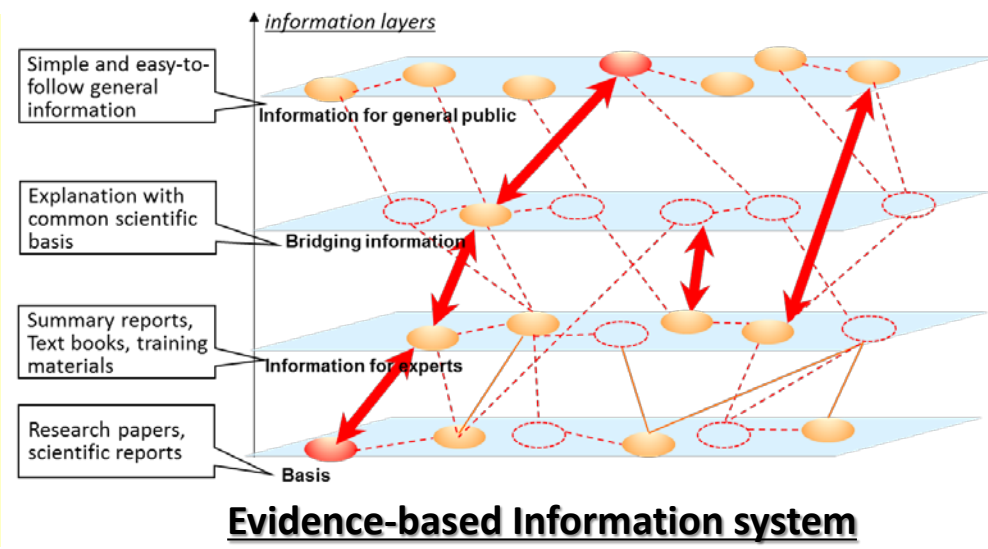 information layers
Simple and easy-to-
follow general
information
Information for general public
Explanation with
common scientific
basis
Bridging information
Summary reports,
Text books, training
materials
Information for experts
Research papers,
scientific reports
Basis
Evidence-based Information system